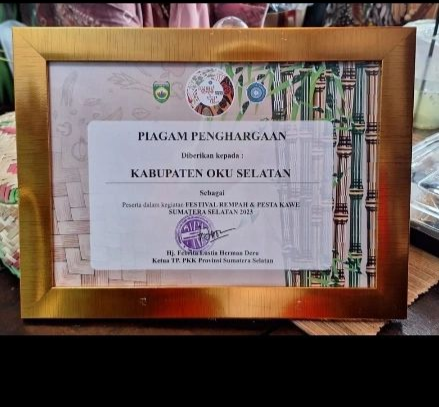 PIAGAM PENGHARGAAN
Diberikan kepada :
KABUPATEN OKU SELATAN
Sebagai
Peserta dalam kegiatan FESTIVAL REMPAH & PESTA KAWE
SUMATERA SELATAN 2023
Hj. Febrita Lustia Herman Deru
Ketua TP. PKK Provinsi Sumatera Selatan